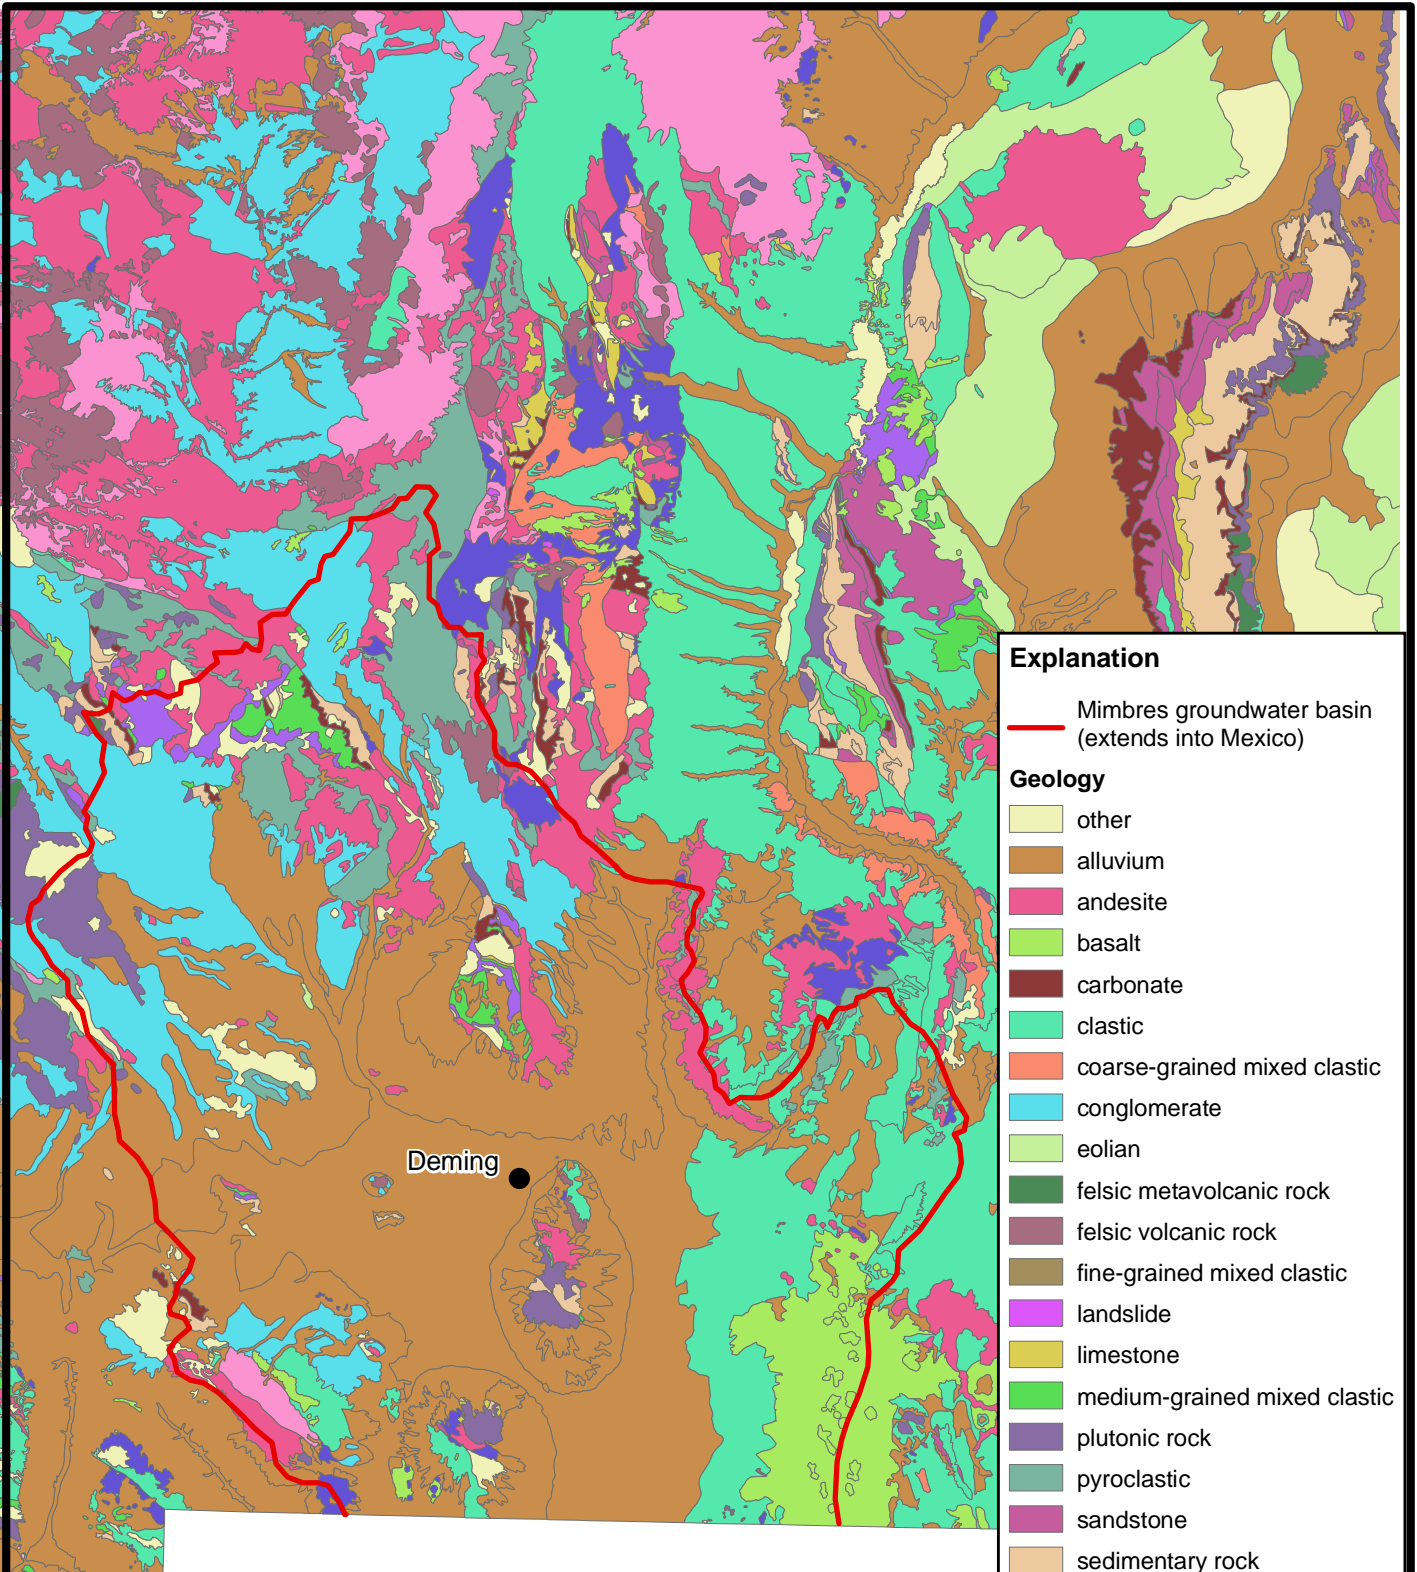 Deming
Explanation
Mimbres groundwater basin
(extends into Mexico)
Geology
other
alluvium
andesite
basalt
carbonate
clastic
coarse-grained mixed clastic
conglomerate
eolian
felsic metavolcanic rock
felsic volcanic rock
fine-grained mixed clastic
landslide
limestone
medium-grained mixed clastic
plutonic rock
pyroclastic
sandstone
sedimentary rock